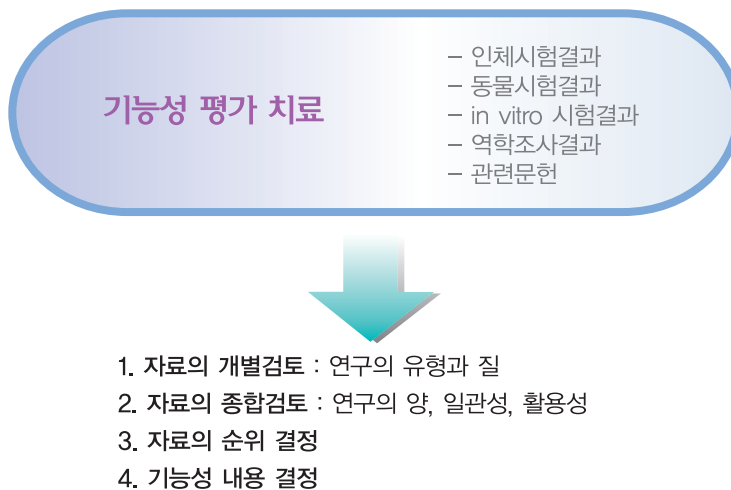 기능성 평가 치료
– 인체시험결과
– 동물시험결과
– in vitro 시험결과
– 역학조사결과
– 관련문헌
1. 자료의 개별검토 : 연구의 유형과 질
2. 자료의 종합검토 : 연구의 양, 일관성, 활용성
3. 자료의 순위 결정
4. 기능성 내용 결정